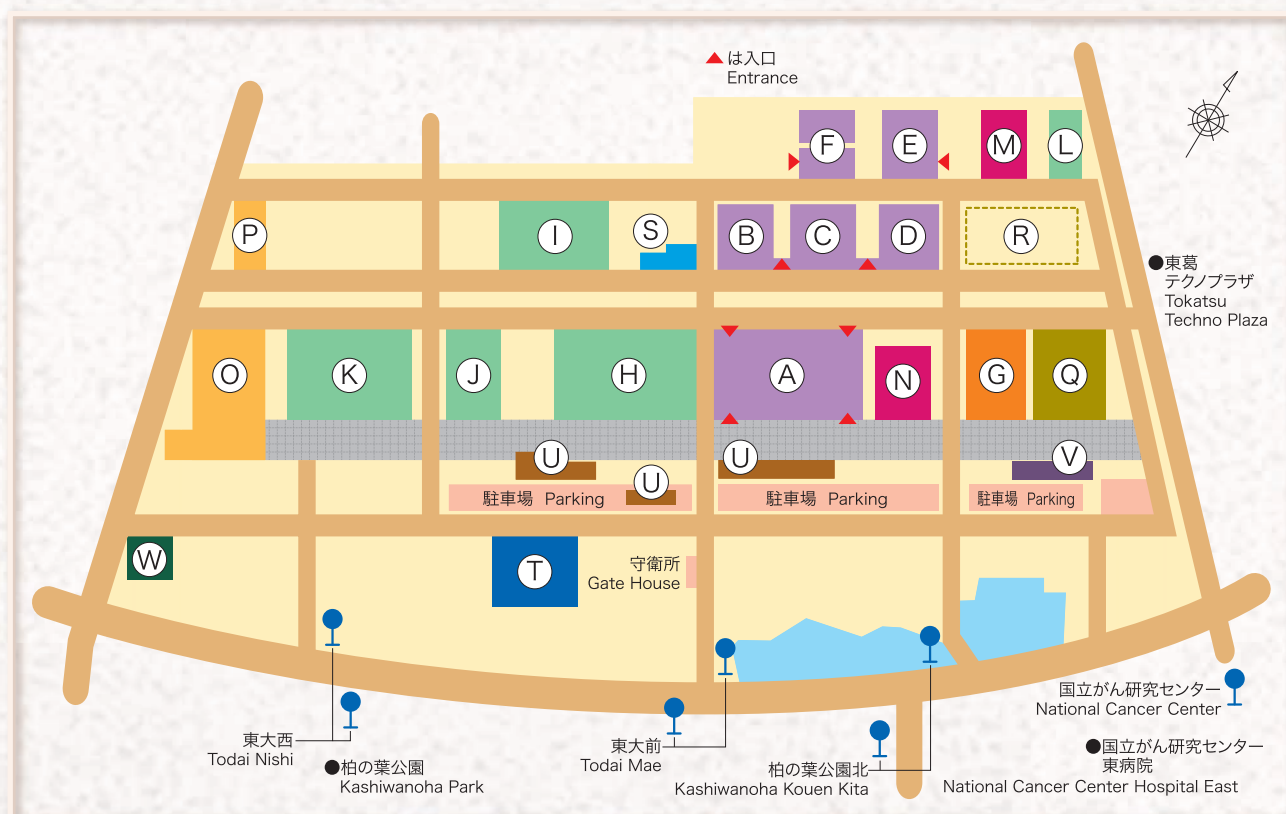 ▲は入口
Entrance
F
E
M
L
P
I
S
B
C
D
R
●東葛
テクノプラザ
Tokatsu
Techno Plaza
O
K
J
H
A
N
G
Q
U
U
U
V
駐車場 Parking
駐車場 Parking
駐車場 Parking
W
T
守衛所
Gate House
東大西
Todai Nishi
●柏の葉公園
Kashiwanoha Park
東大前
Todai Mae
柏の葉公園北
Kashiwanoha Kouen Kita
国立がん研究センター
National Cancer Center
●国立がん研究センター
東病院
National Cancer Center Hospital East